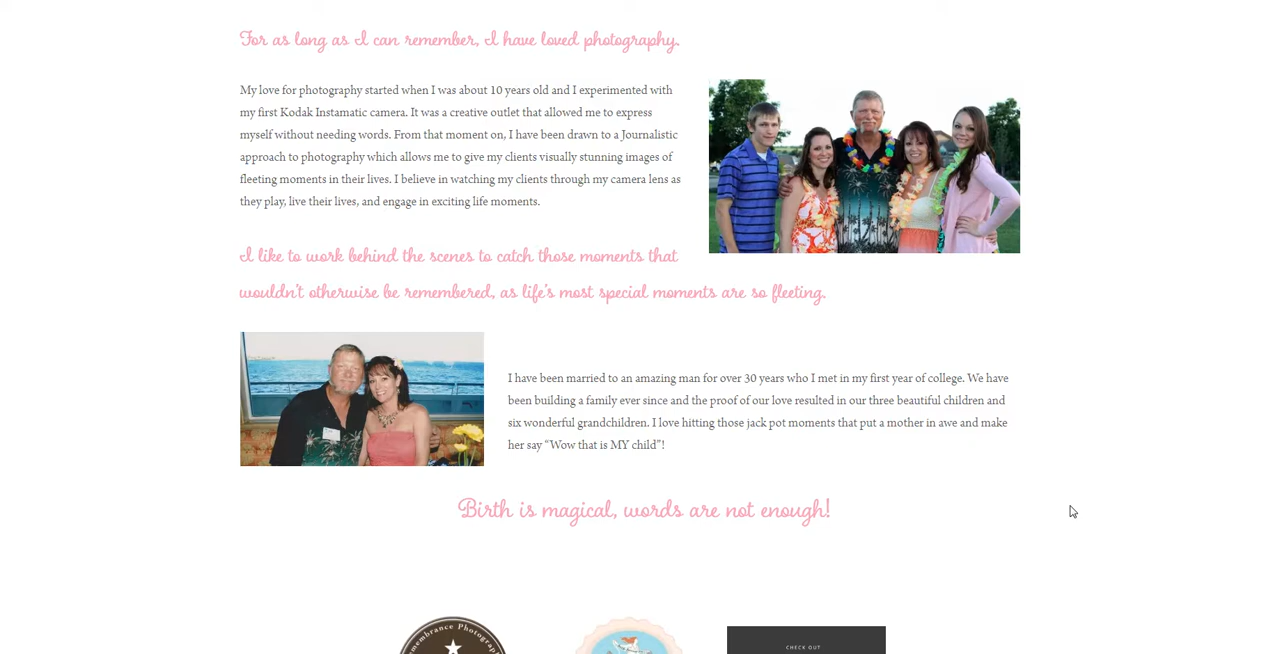 For as long as I can remember, I have loved photography.
My love for photography started when I was about 10 years old and I experimented with
my first Kodak Instamatic camera. It was a creative outlet that allowed me to express
myself without needing words. From that moment on, I have been drawn to a Journalistic
approach to photography which allows me to give my clients visually stunning images of
fleeting moments in their lives. I believe in watching my clients through my camera lens as
they play, live their lives, and engage in exciting life moments.
I like to work behind the scenes to catch those moments that
wouldn't otherwise be remembered, as life's most special moments are so fleeting.
I have been married to an amazing man for over 30 years who I met in my first year of college. We have
been building a family ever since and the proof of our love resulted in our three beautiful children and
six wonderful grandchildren. I love hitting those jack pot moments that put a mother in awe and make
her say “Wow that is MY child”!
Birth is magical, words are not enough!
CHECK OUT